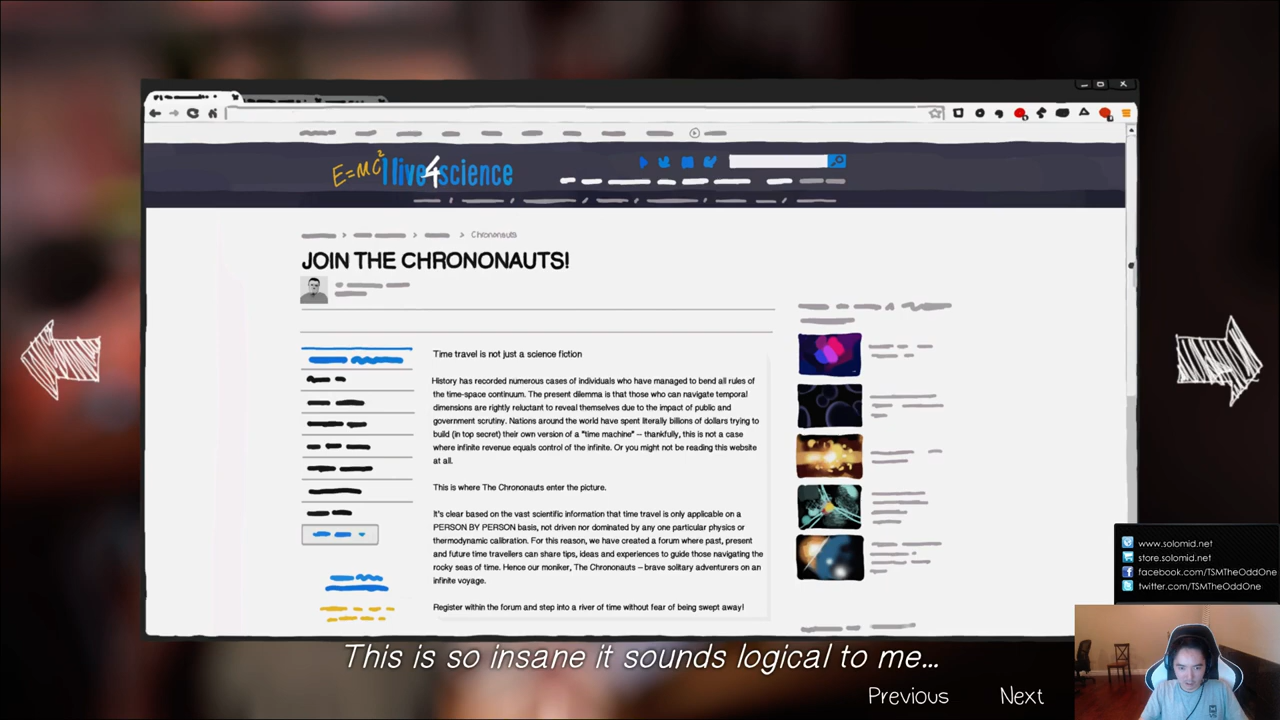 E=MC² I live4science
Chrononauts
JOIN THE CHRONONAUTS!
Time travel is not just a science fiction
History has recorded numerous cases of individuals who have managed to bend all rules of
the time-space continuum. The present dilemma is that those who can navigate temporal
dimensions are rightly reluctant to reveal themselves due to the impact of public and
government scrutiny. Nations around the world have spent literally billions of dollars trying to
build (in top secret) their own version of a "time machine" – thankfully, this is not a case
where infinite revenue equals control of the infinite. Or you might not be reading this website
at all.
This is where The Chrononauts enter the picture.
It's clear based on the vast scientific information that time travel is only applicable on a
PERSON BY PERSON basis, not driven nor dominated by any one particular physics or
thermodynamic calibration. For this reason, we have created a forum where past, present
and future time travellers can share tips, ideas and experiences to guide those navigating the
rocky seas of time. Hence our moniker, The Chrononauts – brave solitary adventurers on an
infinite voyage.
Register within the forum and step into a river of time without fear of being swept away!
www.solomid.net
store.solomid.net
facebook.com/TSMTheOddOne
twitter.com/TSMTheOddOne
This is so insane it sounds logical to me...
Previous Next